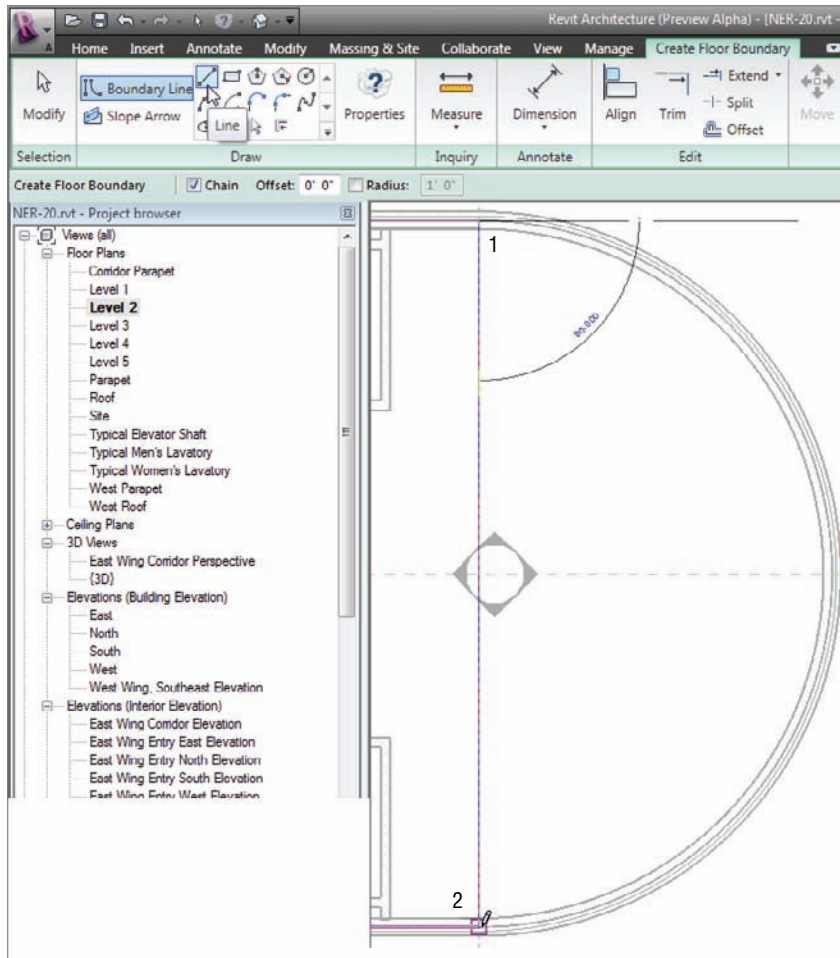 Revit Architecture (Preview Alpha) - [NER-20.rvt -
A
Home Insert Annotate Modify Massing & Site Collaborate View Manage Create Floor Boundary
Modify
Boundary Line
Slope Arrow
Line
Properties
Measure
Dimension
Align
Trim
Extend
Split
Offset
Move
Selection Draw Inquiry Annotate Edit
Create Floor Boundary Chain Offset: 0' 0" Radius: 1' 0"
NER-20.rvt - Project browser
Views (all)
Floor Plans
Corridor Parapet
Level 1
Level 2
Level 3
Level 4
Level 5
Parapet
Roof
Site
Typical Elevator Shaft
Typical Men's Lavatory
Typical Women's Lavatory
West Parapet
West Roof
Ceiling Plans
3D Views
East Wing Corridor Perspective
{3D}
Elevations (Building Elevation)
East
North
South
West
West Wing, Southeast Elevation
Elevations (Interior Elevation)
East Wing Corridor Elevation
East Wing Entry East Elevation
East Wing Entry North Elevation
East Wing Entry South Elevation
East Wing Entry West Elevation
1
2